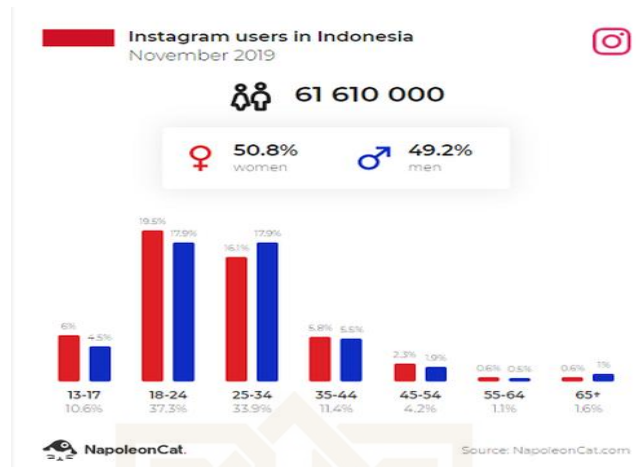 Instagram users in Indonesia
November 2019
61 610 000
50.8%
women
49.2%
men
6% 4.5% 19.5% 17.9% 16.1% 17.9% 5.8% 5.5% 2.3% 1.9% 0.6% 0.5% 0.6% 1%
13-17 18-24 25-34 35-44 45-54 55-64 65+
10.6% 37.3% 33.9% 11.4% 4.2% 1.1% 1.6%
NapoleonCat. Source: NapoleonCat.com